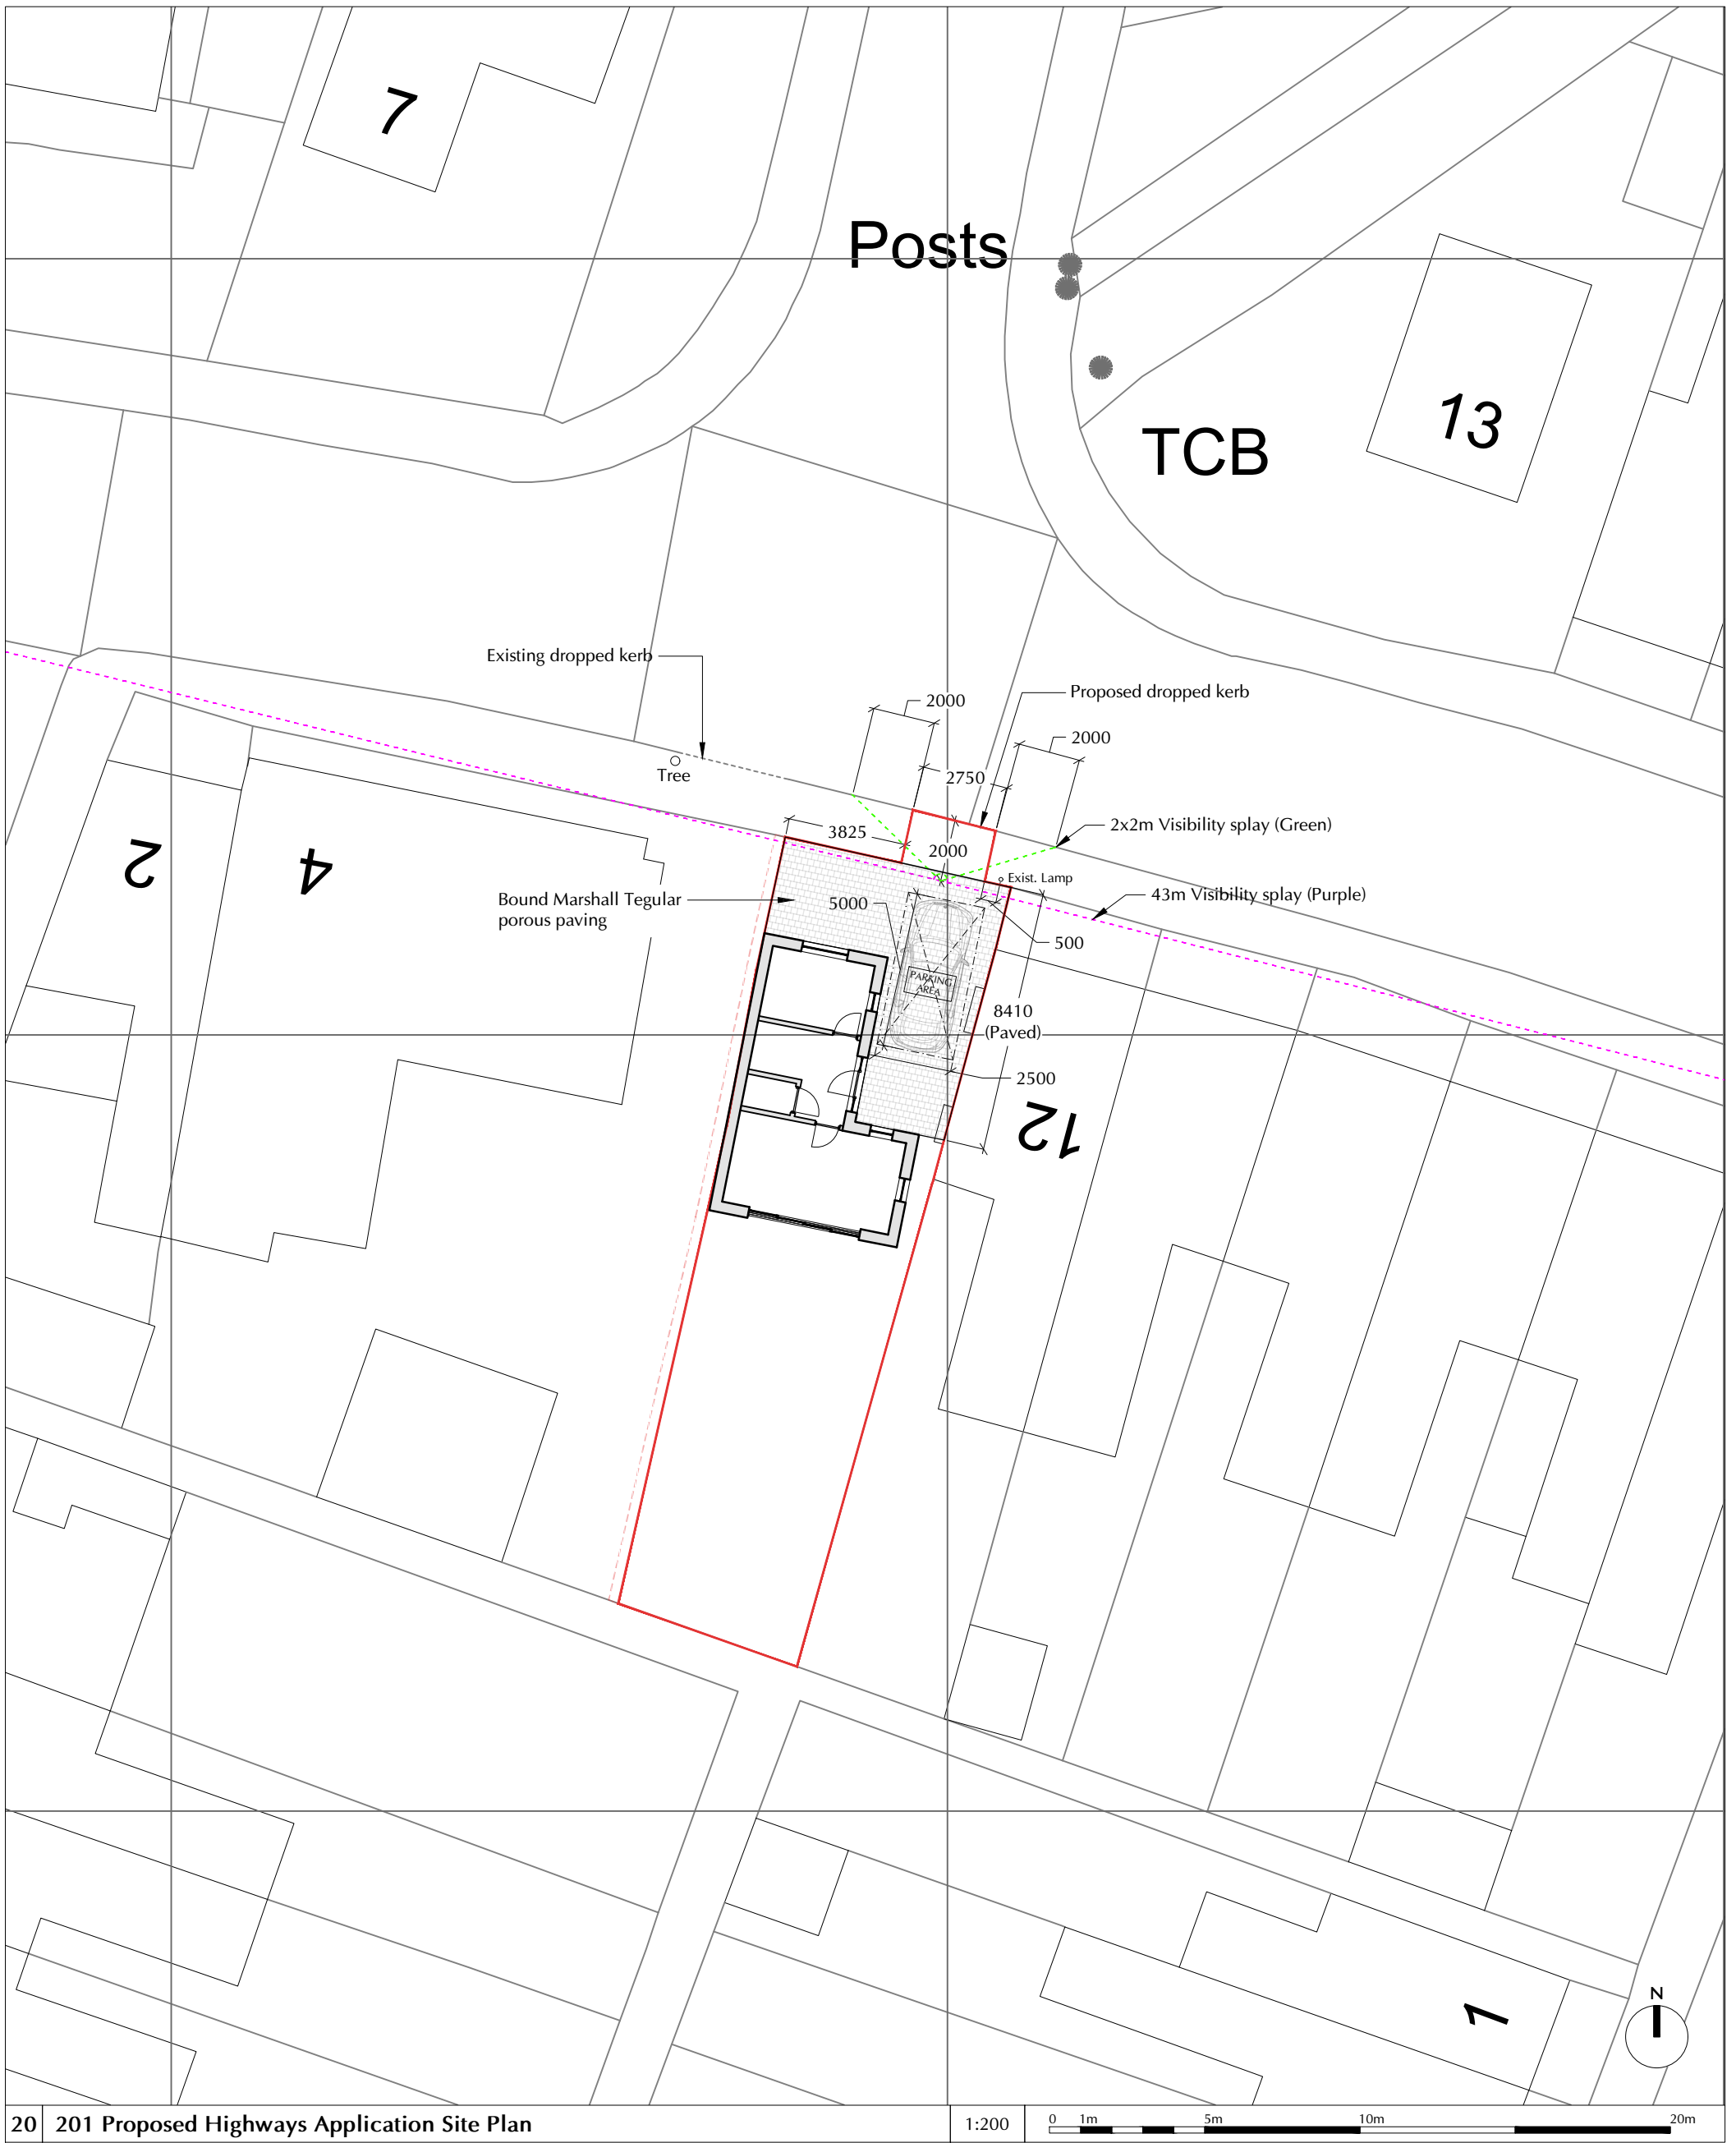 7
Posts
13
TCB
Existing dropped kerb
2000
Proposed dropped kerb
2000
2750
Tree
2x2m Visibility splay (Green)
3825
2000
2
4
Exist. Lamp
43m Visibility splay (Purple)
Bound Marshall Tegular
porous paving
5000
500
PARKING
AREA
8410
(Paved)
2500
12
1
N
20 201 Proposed Highways Application Site Plan
1:200
0 1m 5m 10m 20m